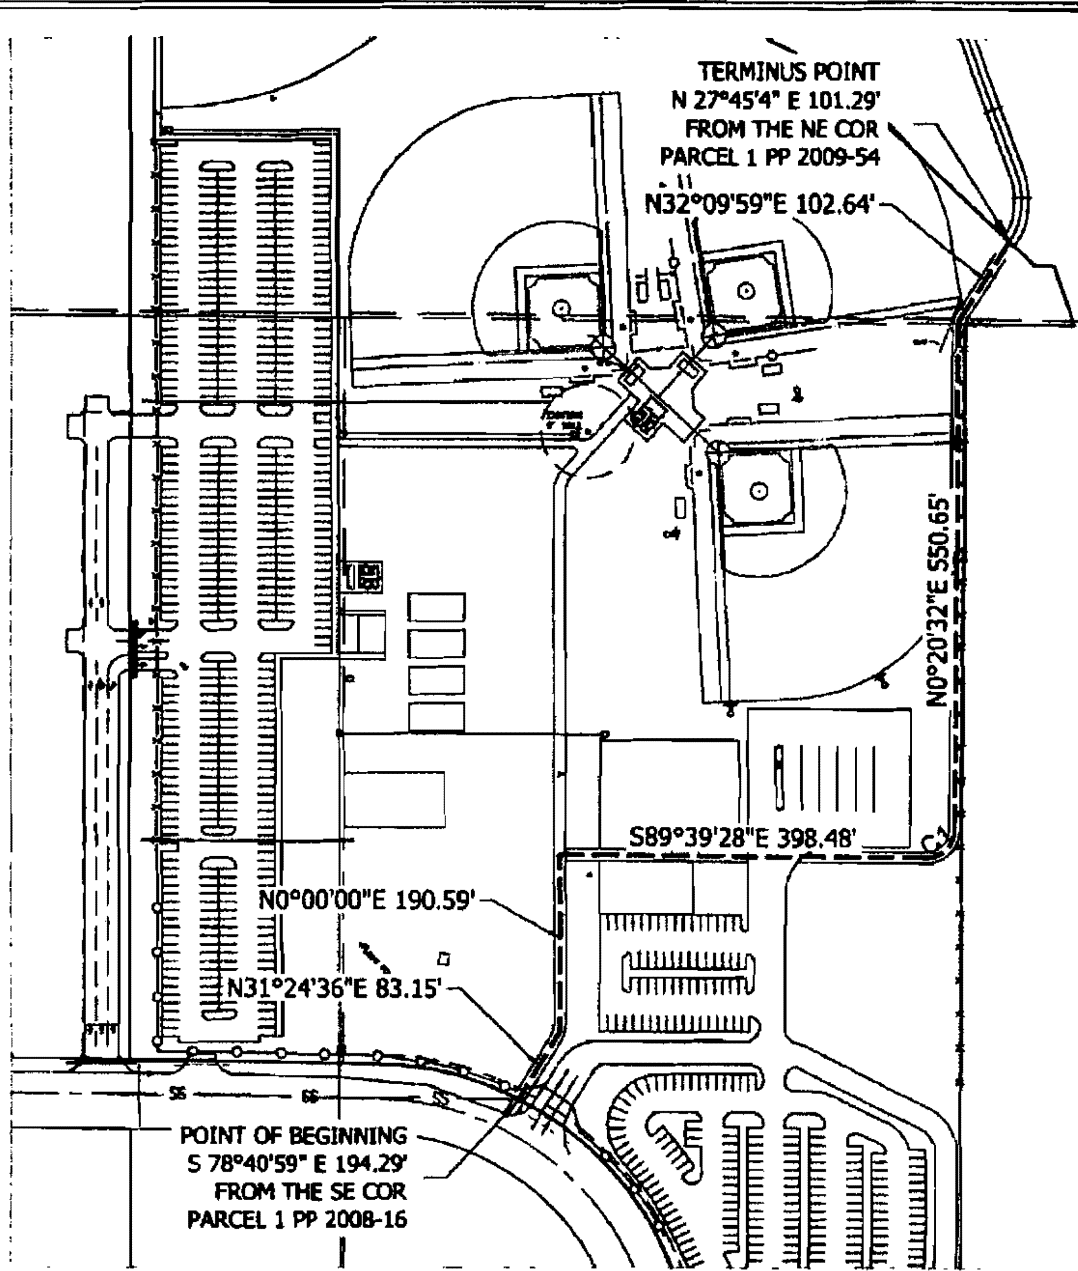 TERMINUS POINT
N 27°45'4" E 101.29'
FROM THE NE COR
PARCEL 1 PP 2009-54
N32°09'59"E 102.64'
N0°20'32"E 550.65'
S89°39'28"E 398.48'
N0°00'00"E 190.59'
N31°24'36"E 83.15'
SS
SS
POINT OF BEGINNING
S 78°40'59" E 194.29'
FROM THE SE COR
PARCEL 1 PP 2008-16